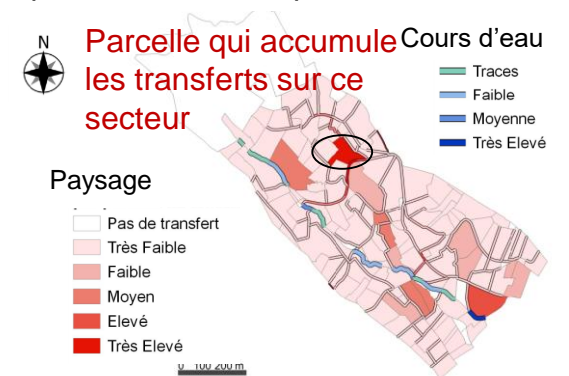 N
Parcelle qui accumule
les transferts sur ce
secteur
Cours d'eau
Traces
Faible
Moyenne
Très Elevé
Paysage
Pas de transfert
Très Faible
Faible
Moyen
Elevé
Très Elevé
0 100 200 m